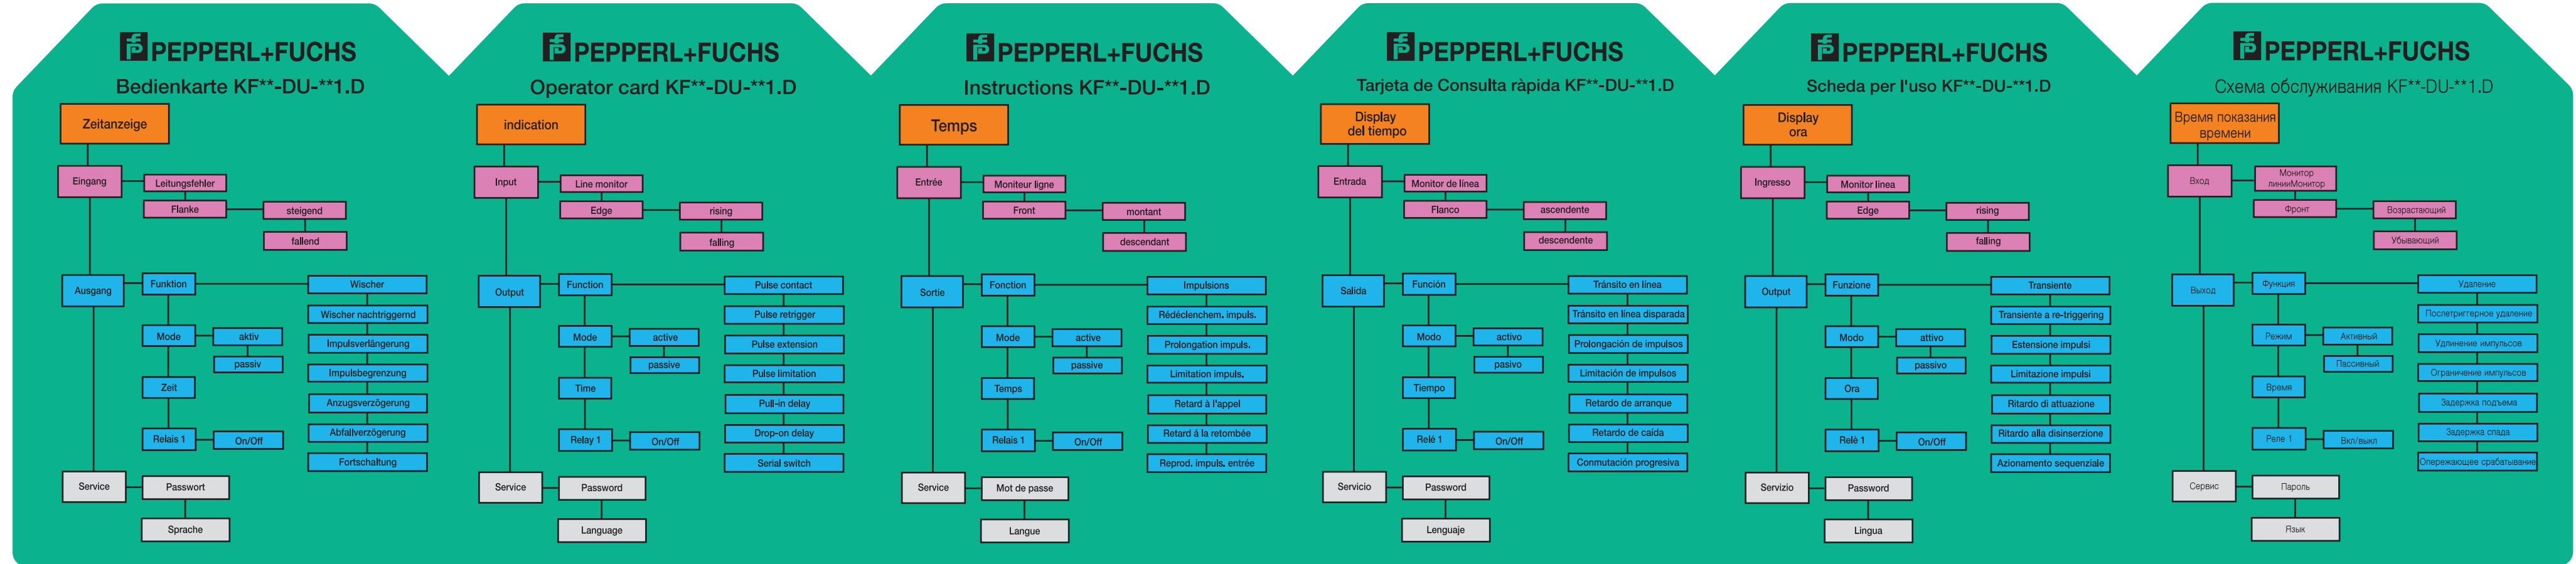 PEPPERL+FUCHS
Bedienkarte KF**-DU-**1.D
Zeitanzeige
Eingang
Leitungsfehler
Flanke
steigend
fallend
Ausgang
Funktion
Wischer
Wischer nachtriggernd
Mode
aktiv
Impulsverlängerung
passiv
Impulsbegrenzung
Zeit
Anzugsverzögerung
Relais 1
On/Off
Abfallverzögerung
Fortschaltung
Service
Passwort
Sprache
PEPPERL+FUCHS
Operator card KF**-DU-**1.D
indication
Input
Line monitor
Edge
rising
falling
Output
Function
Pulse contact
Pulse retrigger
Mode
active
Pulse extension
passive
Pulse limitation
Time
Pull-in delay
Relay 1
On/Off
Drop-on delay
Serial switch
Service
Password
Language
PEPPERL+FUCHS
Instructions KF**-DU-**1.D
Temps
Entrée
Moniteur ligne
Front
montant
descendant
Sortie
Fonction
Impulsions
Rédéclenchem. impuls.
Mode
active
Prolongation impuls.
passive
Limitation impuls.
Temps
Retard à l'appel
Relais 1
On/Off
Retard á la retombée
Reprod. impuls. entrée
Service
Mot de passe
Langue
PEPPERL+FUCHS
Tarjeta de Consulta ràpida KF**-DU-**1.D
Display
del tiempo
Entrada
Monitor de línea
Flanco
ascendente
descendente
Salida
Función
Tránsito en línea
Tránsito en línea disparada
Modo
activo
Prolongación de impulsos
pasivo
Limitación de impulsos
Tiempo
Retardo de arranque
Relé 1
On/Off
Retardo de caída
Conmutación progresiva
Servicio
Password
Lenguaje
PEPPERL+FUCHS
Scheda per l'uso KF**-DU-**1.D
Display
ora
Ingresso
Monitor linea
Edge
rising
falling
Output
Funzione
Transiente
Transiente a re-triggering
Modo
attivo
Estensione impulsi
passivo
Limitazione impulsi
Ora
Ritardo di attuazione
Relè 1
On/Off
Ritardo alla disinserzione
Azionamento sequenziale
Servizio
Password
Lingua
PEPPERL+FUCHS
Схема обслуживания KF**-DU-**1.D
Время показания
времени
Вход
Монитор
линииМонитор
Фронт
Возрастающий
Убывающий
Выход
Функция
Удаление
Послетриггерное удаление
Режим
Активный
Удлинение импульсов
Пассивный
Ограничение импульсов
Время
Задержка подъема
Реле 1
Вкл/выкл
Задержка спада
Опережающее срабатывание
Сервис
Пароль
Язык